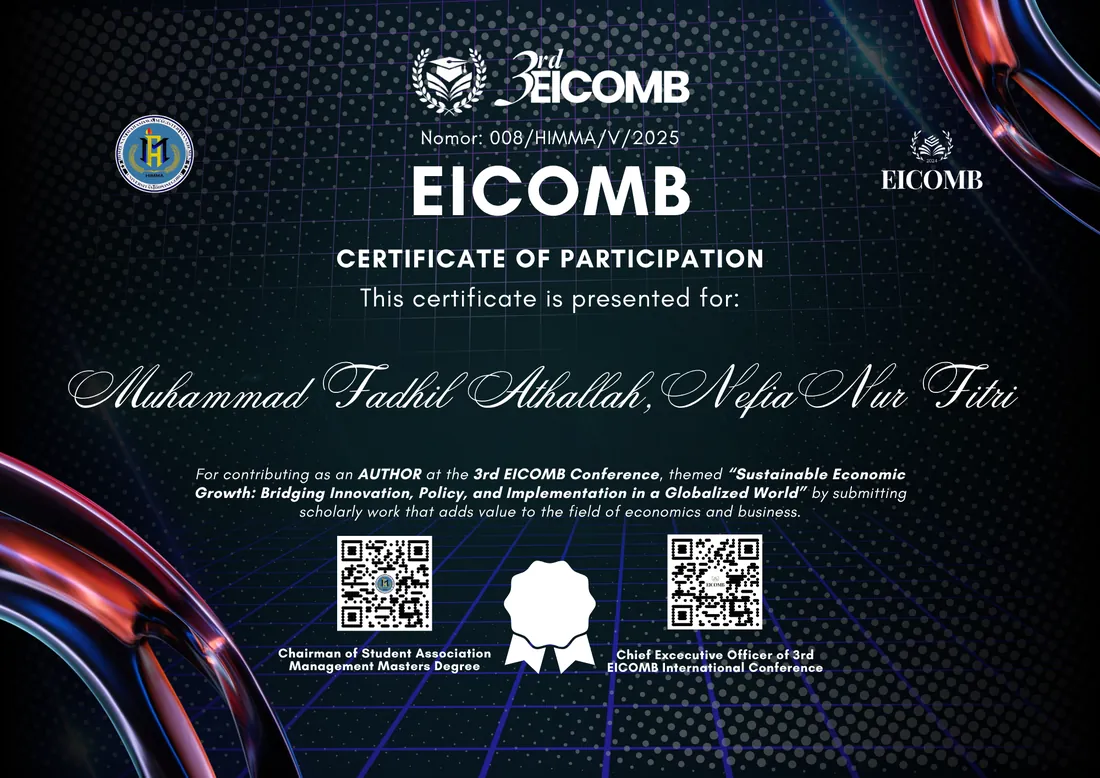 3rd EICOMB
Nomor: 008/HIMMA/V/2025
HIMMA
2024
EICOMB
EICOMB
CERTIFICATE OF PARTICIPATION
This certificate is presented for:
Muhammad Fadhil Athallah, Nefia Nur Fitri
For contributing as an AUTHOR at the 3rd EICOMB Conference, themed “Sustainable Economic
Growth: Bridging Innovation, Policy, and Implementation in a Globalized World” by submitting
scholarly work that adds value to the field of economics and business.
EICOMB
Chairman of Student Association
Management Masters Degree
Chief Excecutive Officer of 3rd
EICOMB International Conference